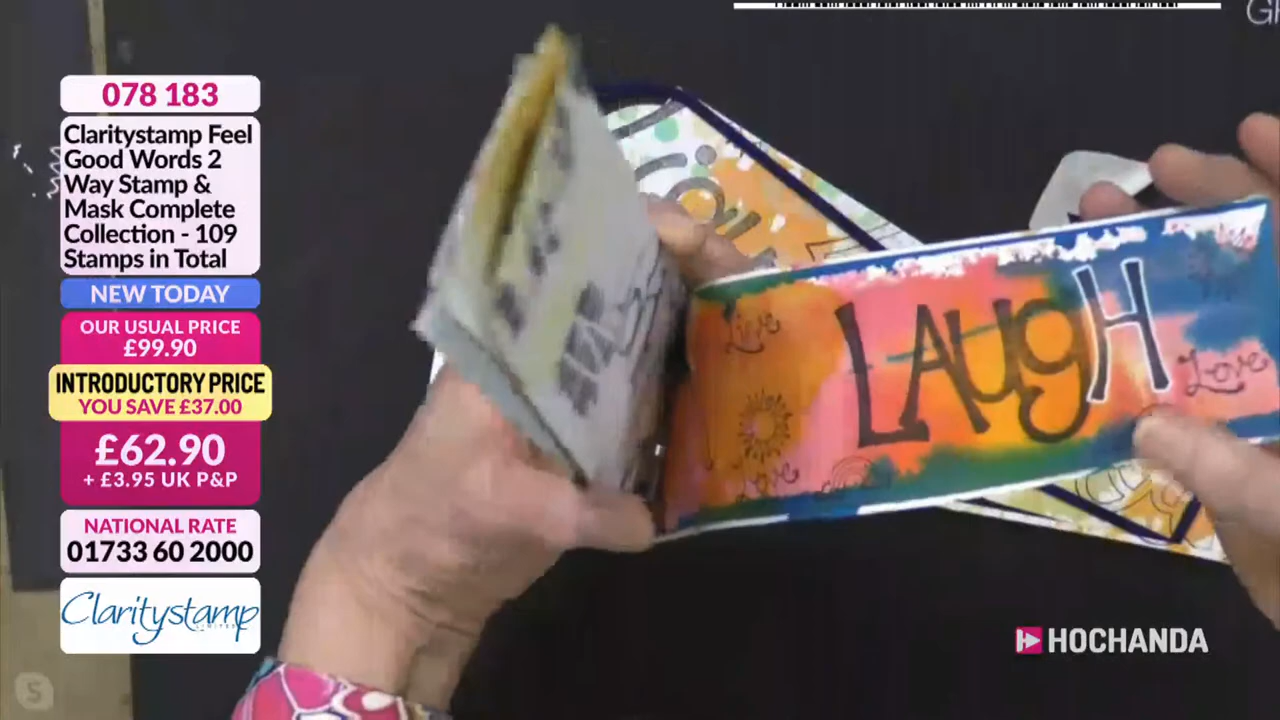 078 183
Claritystamp Feel
Good Words 2
Way Stamp &
Mask Complete
Collection - 109
Stamps in Total
NEW TODAY
OUR USUAL PRICE
£99.90
INTRODUCTORY PRICE
YOU SAVE £37.00
£62.90
+ £3.95 UK P&P
NATIONAL RATE
01733 60 2000
Claritystamp
LIMITED
Live
LAUgH
Love
Love
HOCHANDA